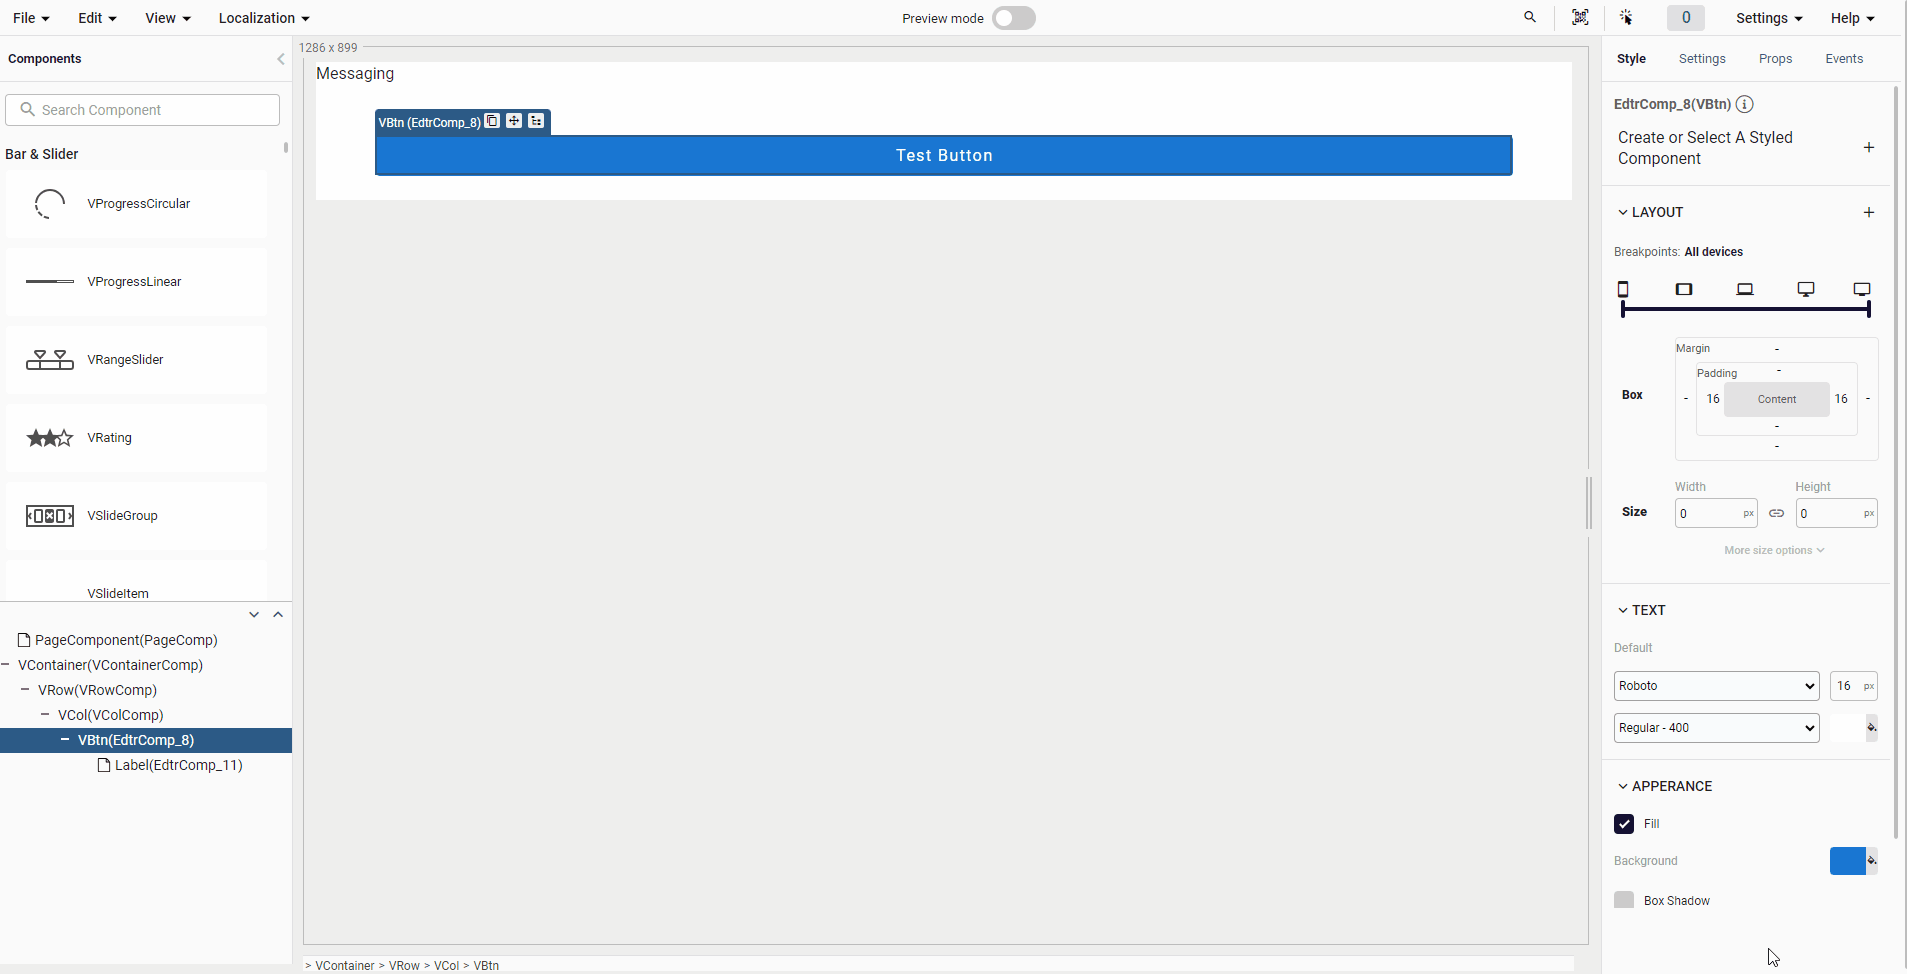 File Edit View Localization Preview mode 0 Settings Help
Components
Search Component
Bar & Slider
VProgressCircular
VProgressLinear
VRangeSlider
VRating
VSlideGroup
VSlideItem
PageComponent(PageComp)
VContainer(VContainerComp)
VRow(VRowComp)
VCol(VColComp)
VBtn(EdtrComp_8)
Label(EdtrComp_11)
1286 x 899
Messaging
VBtn (EdtrComp_8)
Test Button
> VContainer > VRow > VCol > VBtn
Style Settings Props Events
EdtrComp_8(VBtn)
Create or Select A Styled
Component
LAYOUT
Breakpoints: All devices
Margin -
Padding -
Box - 16 Content 16 -
-
-
Width Height
Size 0 px 0 px
More size options
TEXT
Default
Roboto 16 px
Regular - 400
APPERANCE
Fill
Background
Box Shadow